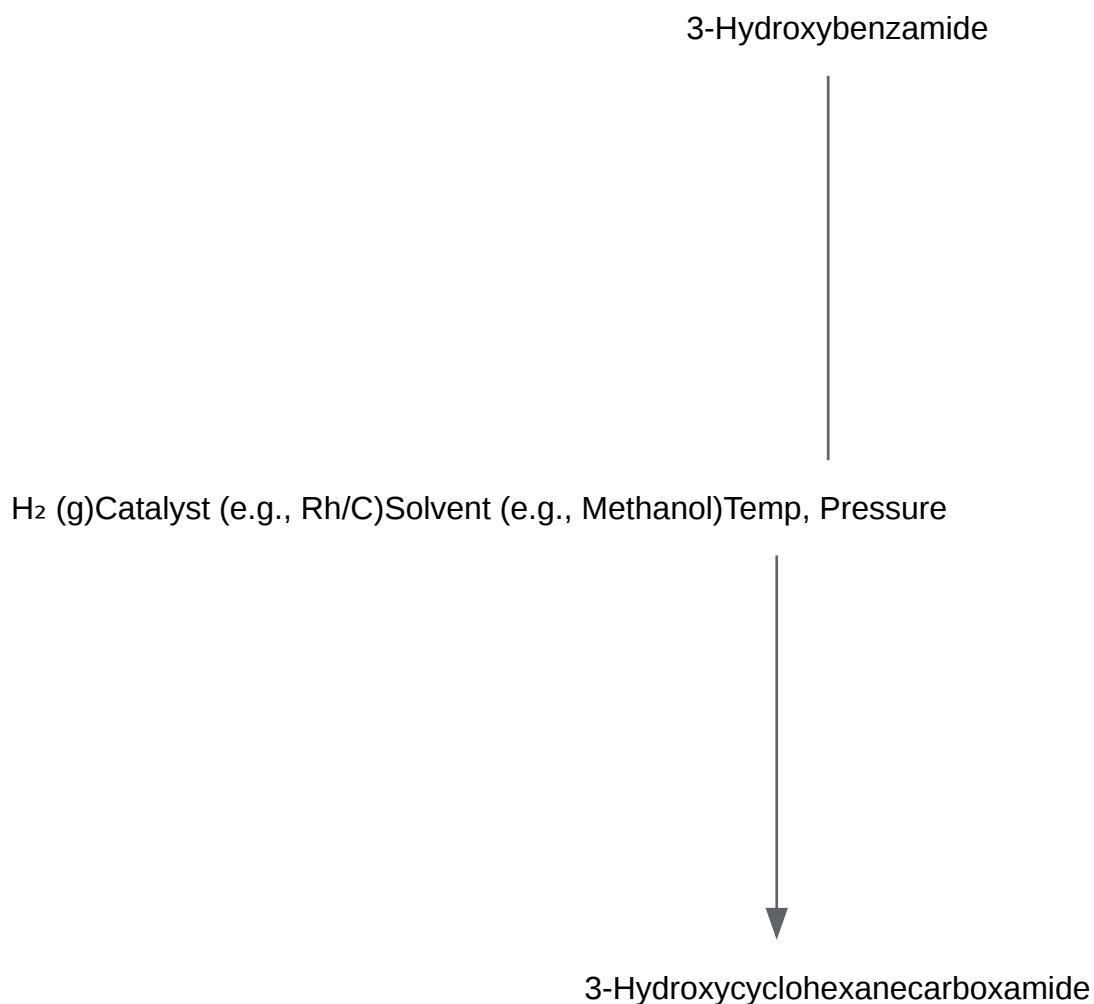 3-Hydroxybenzamide
H₂ (g)Catalyst (e.g., Rh/C)Solvent (e.g., Methanol)Temp, Pressure
3-Hydroxycyclohexanecarboxamide